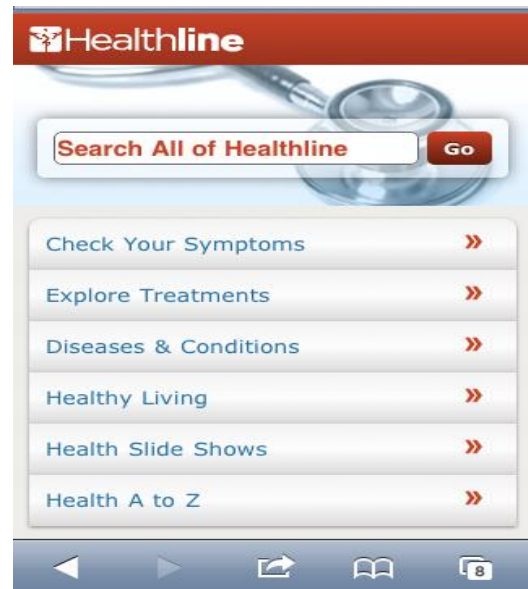 Healthline
Search All of Healthline
Go
Check Your Symptoms »
Explore Treatments »
Diseases & Conditions »
Healthy Living »
Health Slide Shows »
Health A to Z »
8